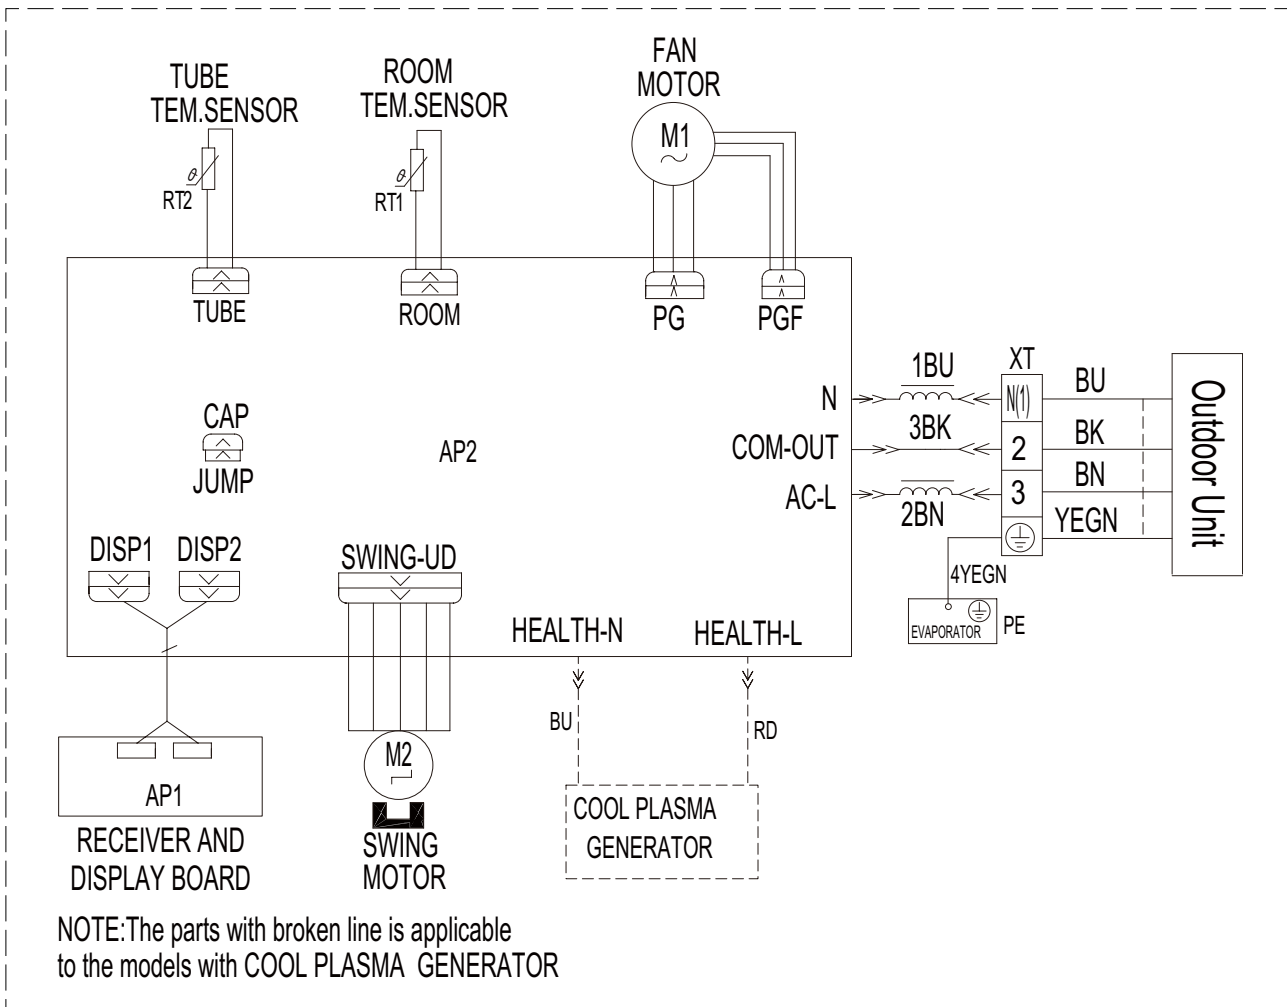 TUBE
TEM.SENSOR
ROOM
TEM.SENSOR
FAN
MOTOR
M1
θ
RT2
θ
RT1
TUBE
ROOM
PG
PGF
N
1BU
XT
N(1)
BU
COM-OUT
3BK
2
BK
AC-L
2BN
3
BN
YEGN
Outdoor Unit
4YEGN
EVAPORATOR
PE
CAP
JUMP
AP2
DISP1
DISP2
SWING-UD
HEALTH-N
HEALTH-L
BU
RD
M2
AP1
RECEIVER AND
DISPLAY BOARD
SWING
MOTOR
COOL PLASMA
GENERATOR
NOTE:The parts with broken line is applicable
to the models with COOL PLASMA GENERATOR